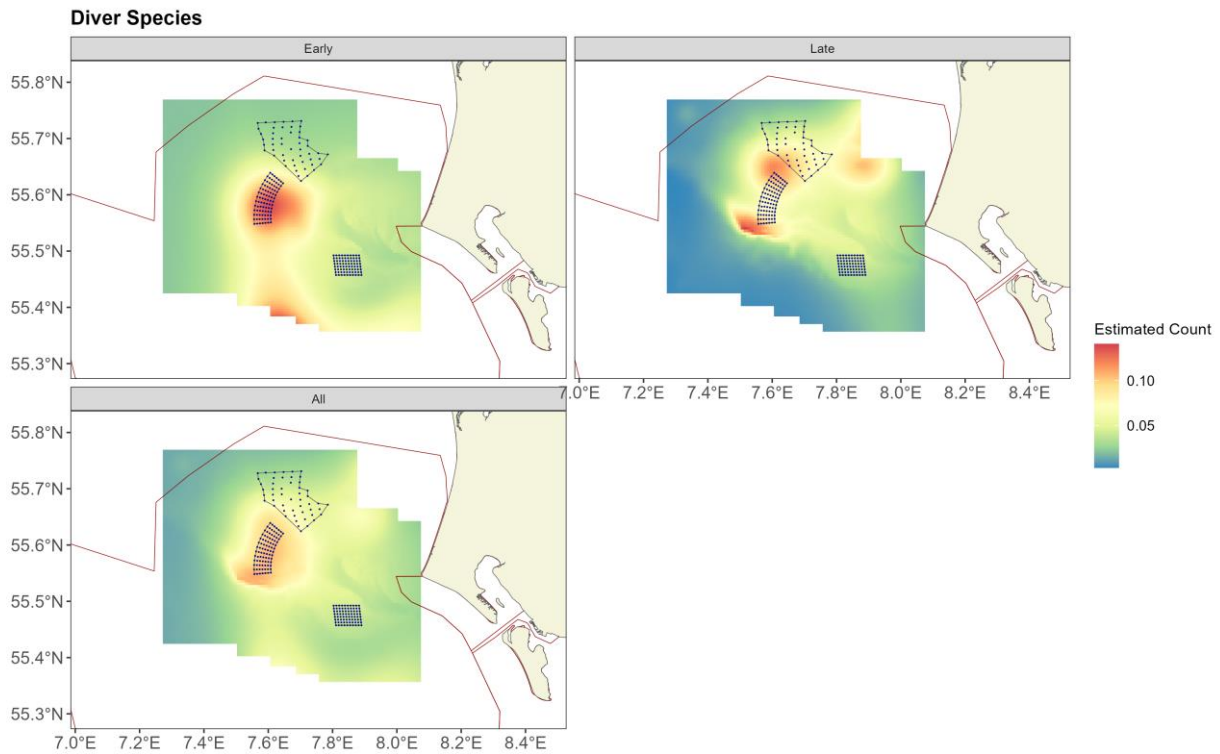 Diver Species
Early
Late
55.8°N
55.7°N
55.6°N
55.5°N
55.4°N
55.3°N
7.0°E 7.2°E 7.4°E 7.6°E 7.8°E 8.0°E 8.2°E 8.4°E
Estimated Count
0.10
0.05
All
55.8°N
55.7°N
55.6°N
55.5°N
55.4°N
55.3°N
7.0°E 7.2°E 7.4°E 7.6°E 7.8°E 8.0°E 8.2°E 8.4°E